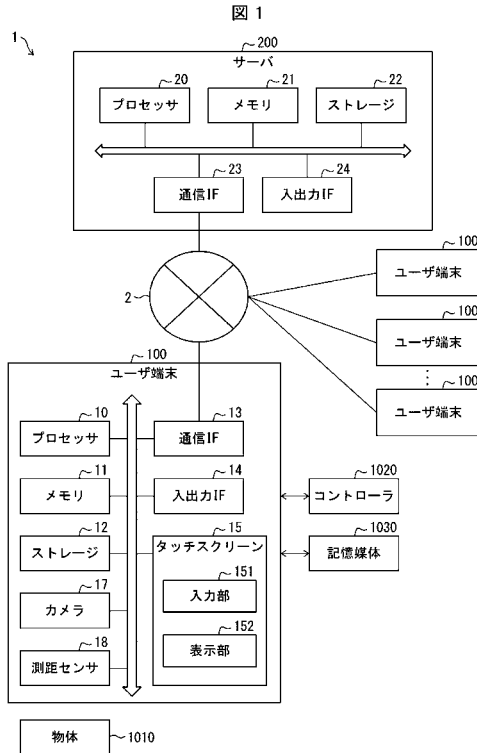 図 1
1
200
サーバ
20
プロセッサ
21
メモリ
22
ストレージ
23
通信IF
24
入出力IF
2
100
ユーザ端末
100
ユーザ端末
100
ユーザ端末
100
ユーザ端末
10
プロセッサ
13
通信IF
11
メモリ
14
入出力IF
12
ストレージ
15
タッチスクリーン
151
入力部
152
表示部
17
カメラ
18
測距センサ
1020
コントローラ
1030
記憶媒体
物体
1010